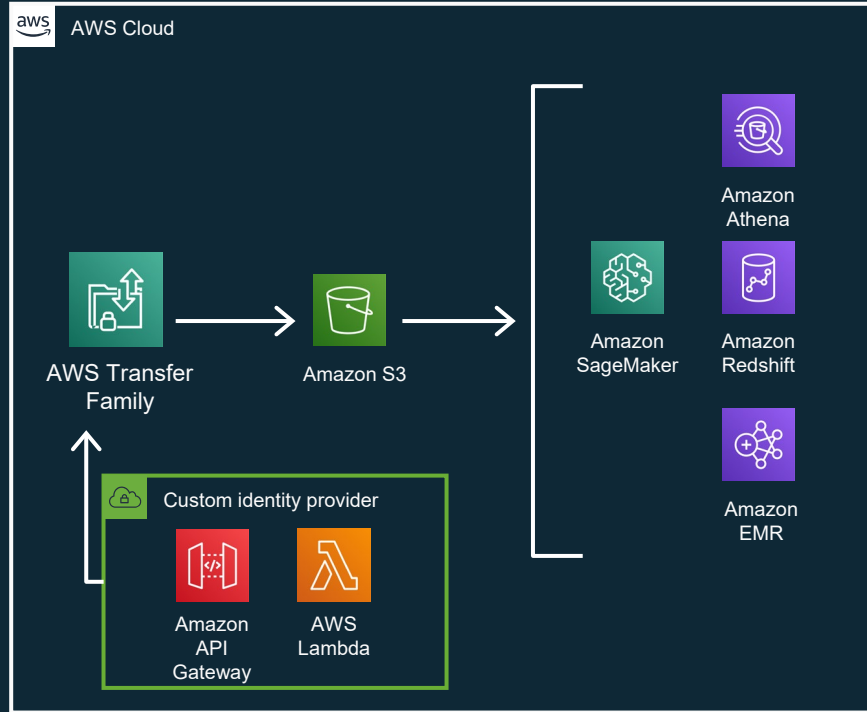 aws
AWS Cloud
Amazon
Athena
Amazon
SageMaker
Amazon
Redshift
AWS Transfer
Family
Amazon S3
Amazon
EMR
Custom identity provider
</>
Amazon
API
Gateway
AWS
Lambda